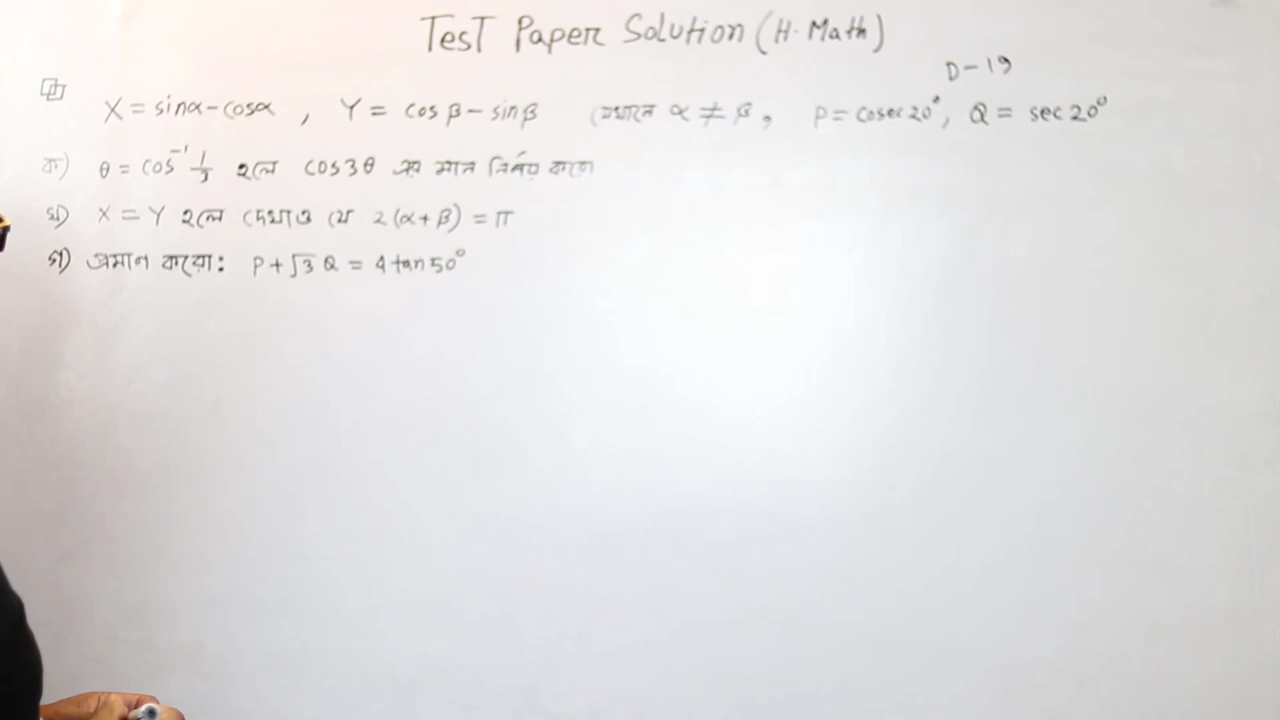 Test Paper Solution (H. Math)
D-19
X = sinα - cosα , Y = cos β - sin β যেখানে α ≠ β, P = cosec 20°, Q = sec 20°
ক) θ = cos⁻¹ 1/3 হলে cos3θ এর মান নির্ণয় করো
খ) X = Y হলে দেখাও যে 2(α + β) = π
গ) প্রমান করো: P + √3 Q = 4 tan 50°